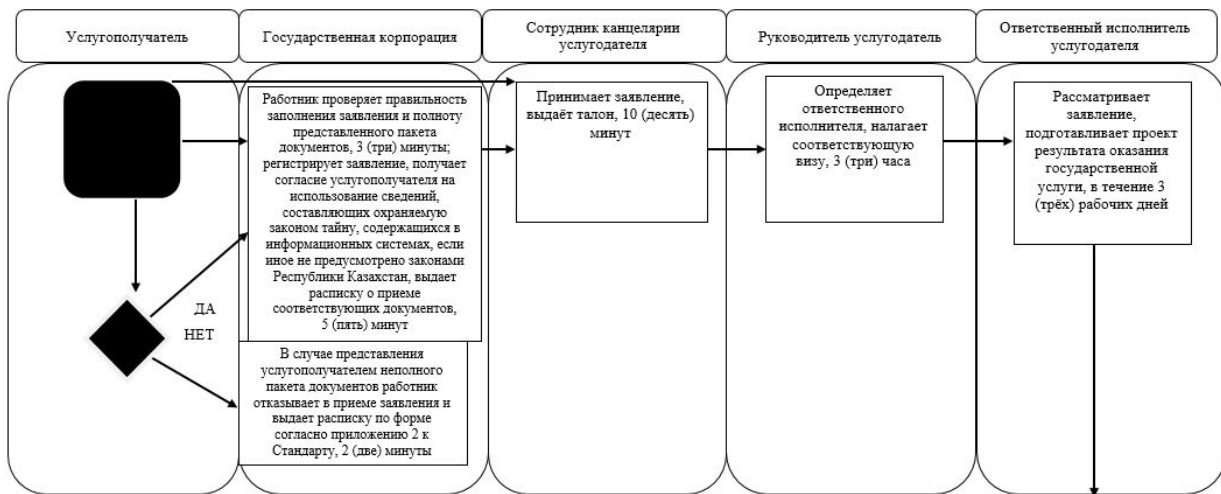 Услугополучатель
Государственная корпорация
Сотрудник канцелярии
услугодателя
Руководитель услугодатель
Ответственный исполнитель
услугодателя
Работник проверяет правильность
заполнения заявления и полноту
представленного пакета
документов, 3 (три) минуты;
регистрирует заявление, получает
согласие услугополучателя на
использование сведений,
составляющих охраняемую
законом тайну, содержащихся в
информационных системах, если
иное не предусмотрено законами
Республики Казахстан, выдает
расписку о приеме
соответствующих документов,
5 (пять) минут
ДА
НЕТ
В случае представления
услугополучателем неполного
пакета документов работник
отказывает в приеме заявления и
выдает расписку по форме
согласно приложению 2 к
Стандарту, 2 (две) минуты
Принимает заявление,
выдаёт талон, 10 (десять)
минут
Определяет
ответственного
исполнителя, налагает
соответствующую
визу, 3 (три) часа
Рассматривает
заявление,
подготавливает проект
результата оказания
государственной
услуги, в течение 3
(трёх) рабочих дней